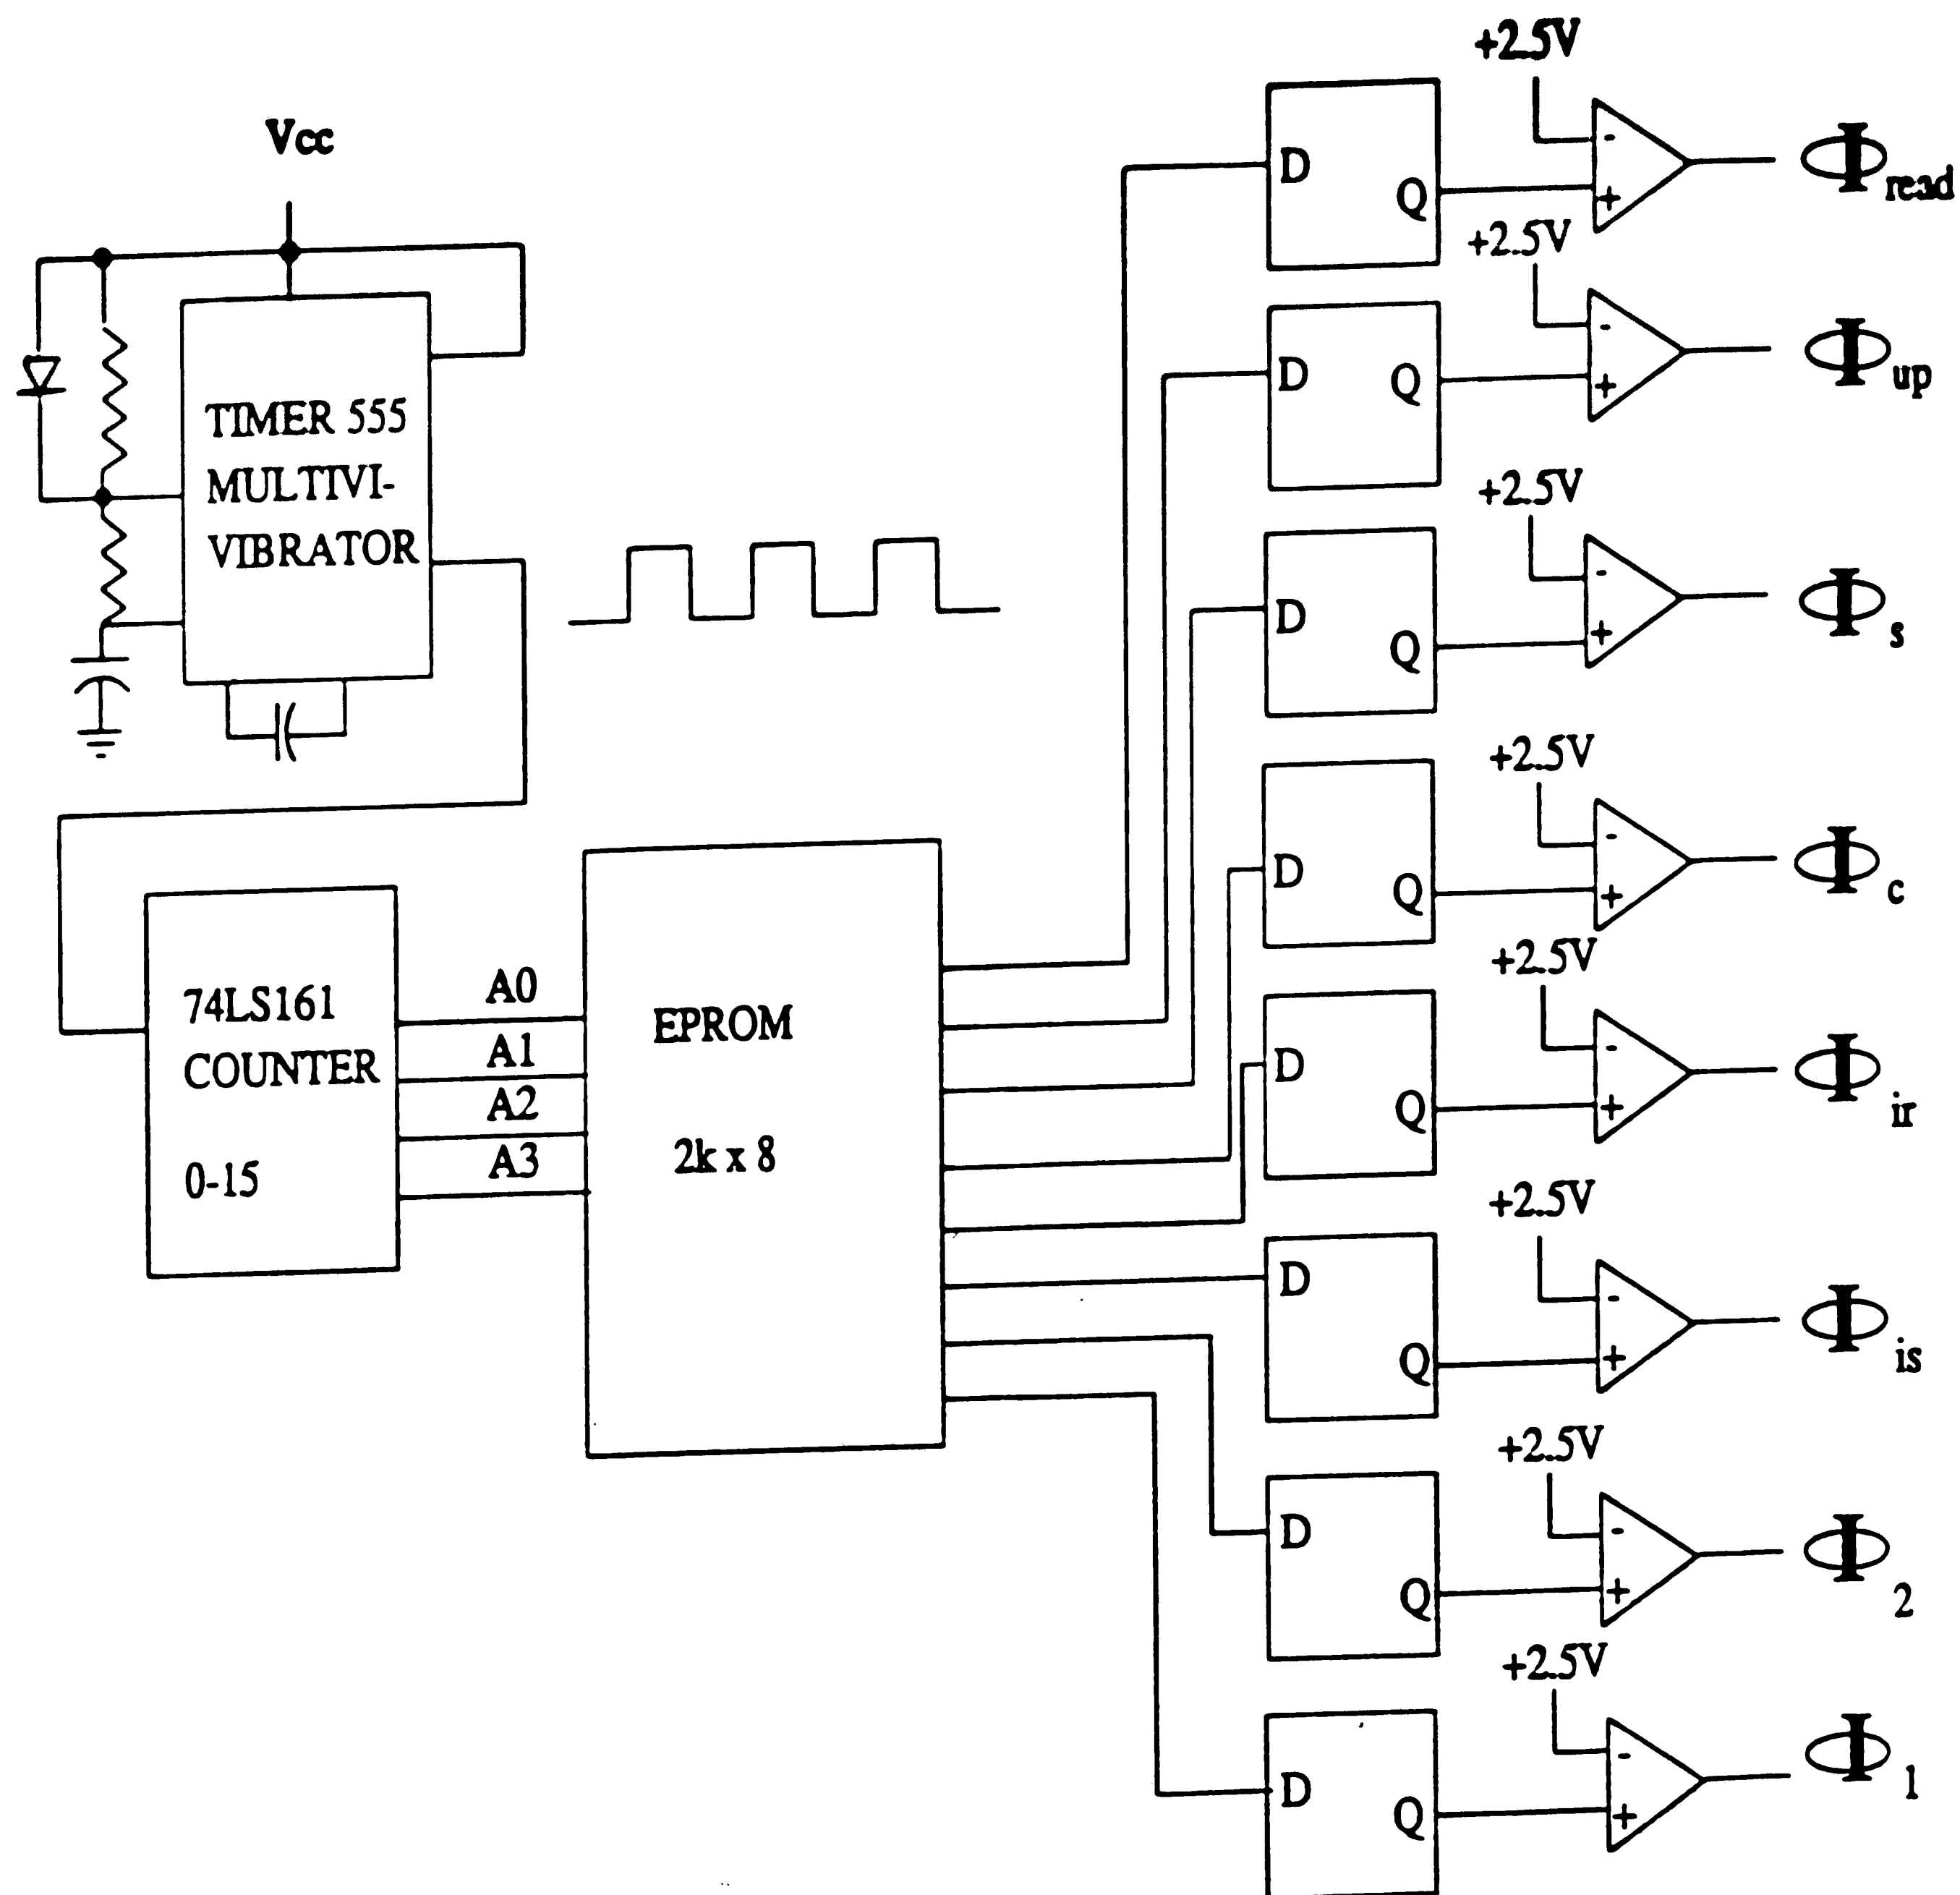 Vcc
TIMER 555
MULTIVI-
VIBRATOR
74LS161
COUNTER
0-15
A0
A1
A2
A3
EPROM
2k x 8
+2.5V
D
Q
-
+
Φread
+2.5V
D
Q
-
+
Φup
+2.5V
D
Q
-
+
Φs
+2.5V
D
Q
-
+
Φc
+2.5V
D
Q
-
+
Φir
+2.5V
D
Q
-
+
Φis
+2.5V
D
Q
-
+
Φ2
+2.5V
D
Q
-
+
Φ1